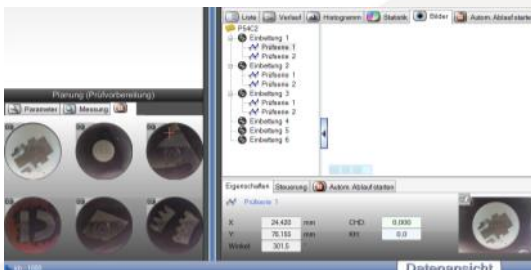 Liste Verlauf Histogramm Statistik Bilder Autom. Ablauf starten
P54C2
Einbettung 1
Prüfreihe 1
Prüfreihe 2
Einbettung 2
Prüfreihe 1
Prüfreihe 2
Einbettung 3
Prüfreihe 1
Prüfreihe 2
Einbettung 4
Einbettung 5
Einbettung 6
Planung (Prüfvorbereitung)
Parameter Messung
Eigenschaften Steuerung Autom. Ablauf starten
Prüfreihe 1
X: 24.420 mm CHD: 0.000
Y: 76.155 mm KH: 0.0
Winkel: 301.5
Datenansicht